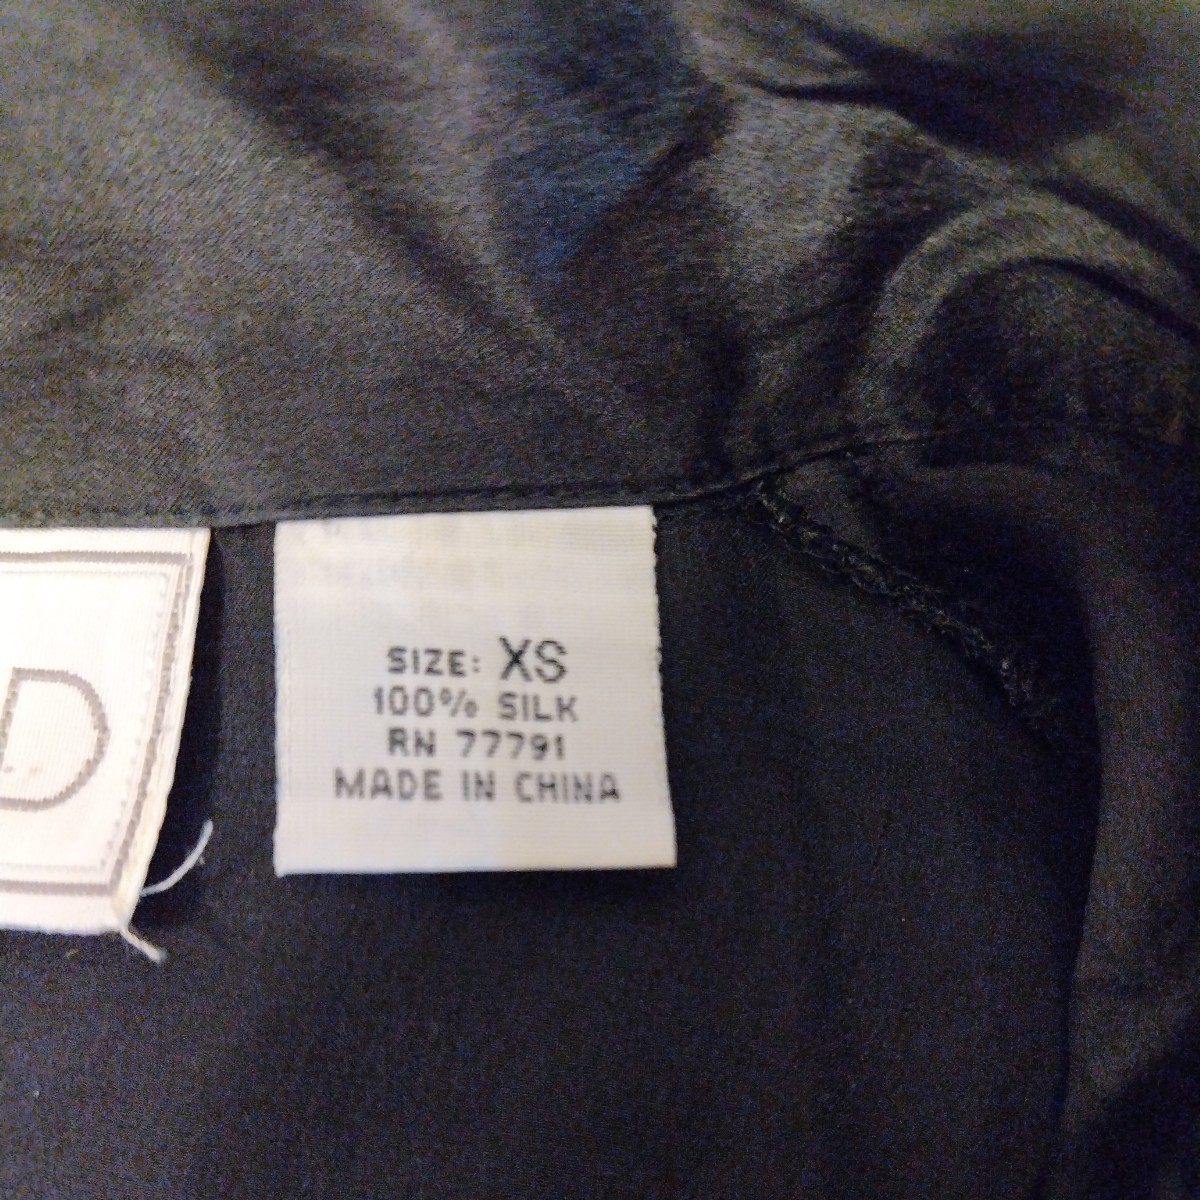 D
SIZE: XS
100% SILK
RN 77791
MADE IN CHINA